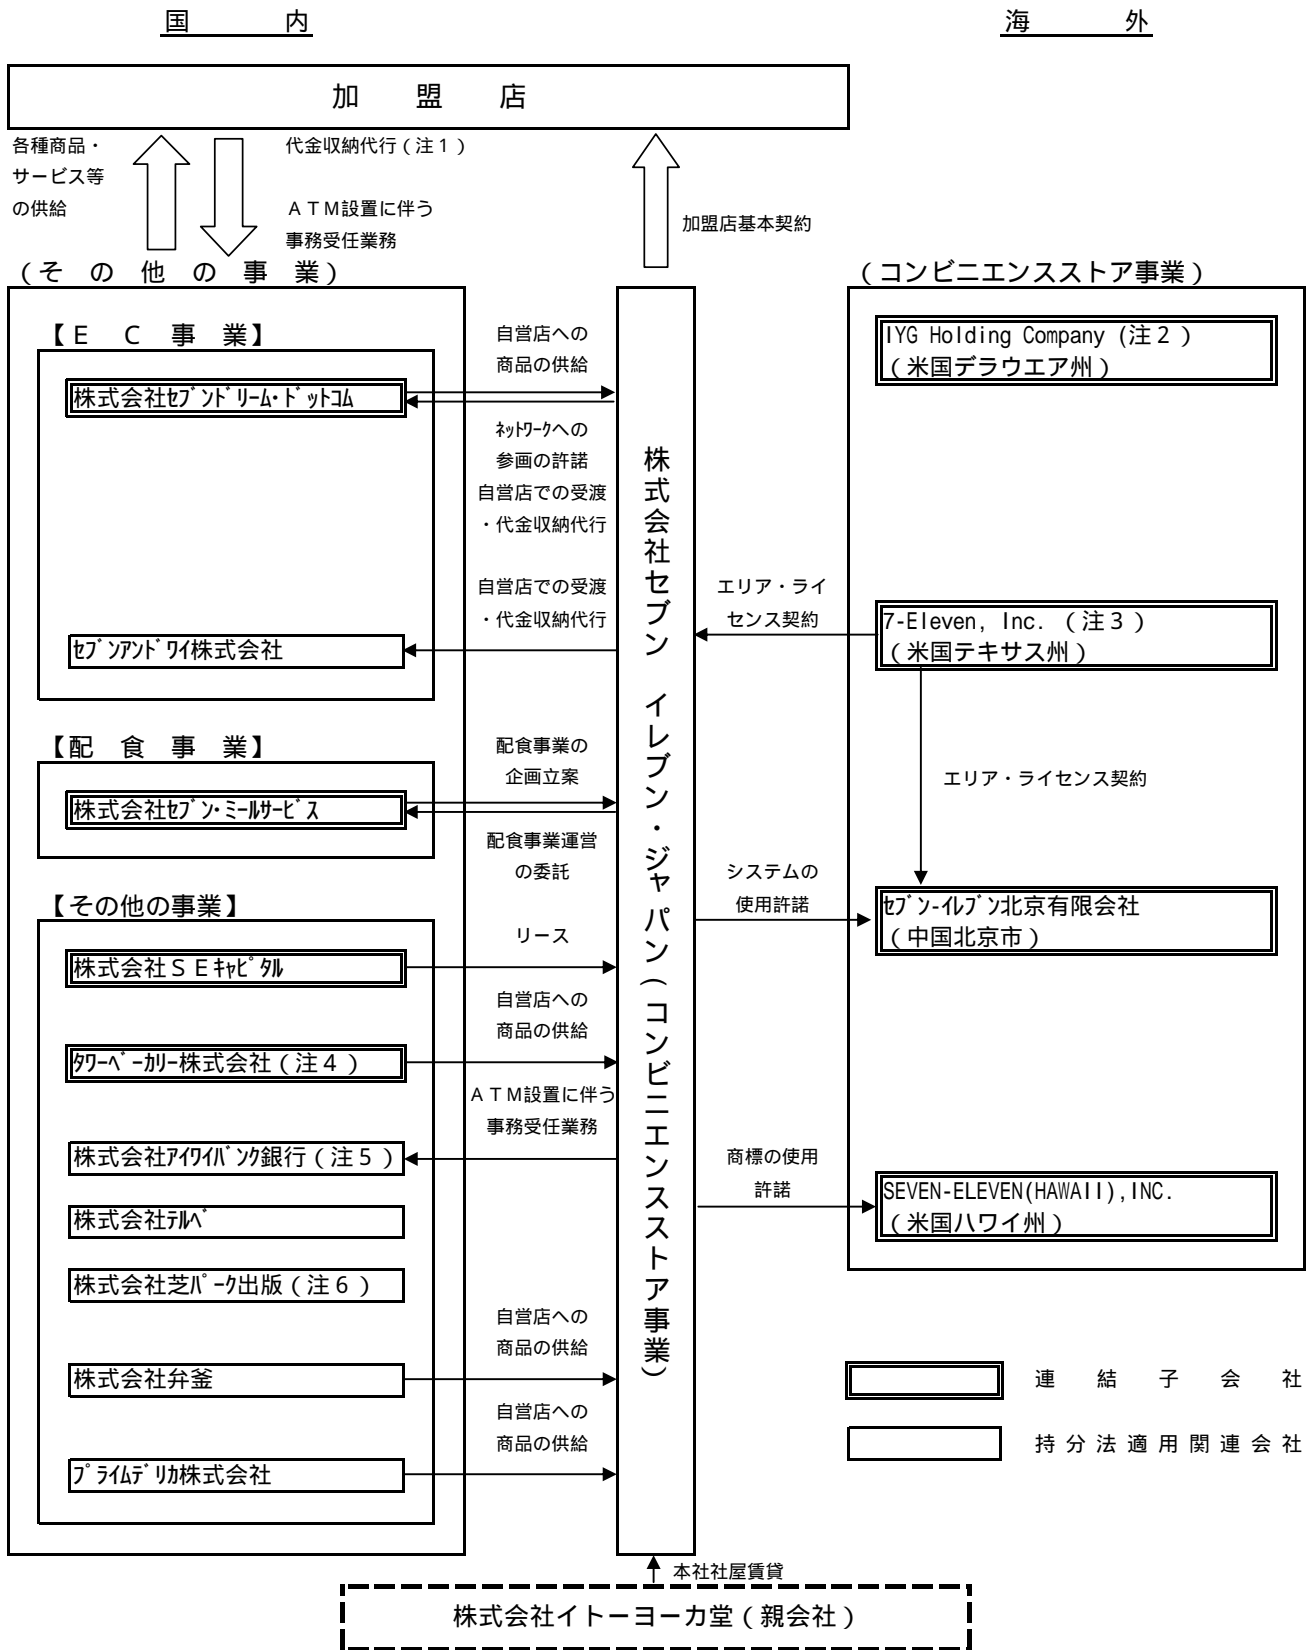 国　内
海　外
加　盟　店
各種商品・
サービス等
の供給
代金収納代行（注１）
ＡＴＭ設置に伴う
事務受任業務
加盟店基本契約
（その他の事業）
（コンビニエンスストア事業）
【ＥＣ事業】
株式会社ｾﾌﾞﾝﾄﾞﾘｰﾑ･ﾄﾞｯﾄｺﾑ
自営店への
商品の供給
ﾈｯﾄﾜｰｸへの
参画の許諾
自営店での受渡
・代金収納代行
自営店での受渡
・代金収納代行
ｾﾌﾞﾝｱﾝﾄﾞﾜｲ株式会社
【配食事業】
配食事業の
企画立案
株式会社ｾﾌﾞﾝ･ﾐｰﾙｻｰﾋﾞｽ
配食事業運営
の委託
【その他の事業】
リース
株式会社ＳＥｷｬﾋﾟﾀﾙ
自営店への
商品の供給
ﾀﾜｰﾍﾞｰｶﾘｰ株式会社（注４）
ＡＴＭ設置に伴う
事務受任業務
株式会社ｱｲﾜｲﾊﾞﾝｸ銀行（注５）
株式会社ﾃﾙﾍﾞ
株式会社芝ﾊﾟｰｸ出版（注６）
自営店への
商品の供給
株式会社弁釜
自営店への
商品の供給
ﾌﾟﾗｲﾑﾃﾞﾘｶ株式会社
株式会社セブン イレブン・ジャパン（コンビニエンスストア事業）
IYG Holding Company (注２）
（米国デラウエア州）
エリア・ライ
センス契約
7-Eleven, Inc. （注３）
（米国テキサス州）
エリア・ライセンス契約
システムの
使用許諾
ｾﾌﾞﾝ-ｲﾚﾌﾞﾝ北京有限会社
（中国北京市）
商標の使用
許諾
SEVEN-ELEVEN(HAWAII),INC.
（米国ハワイ州）
連結子会社
持分法適用関連会社
本社社屋賃貸
株式会社イトーヨーカ堂（親会社）